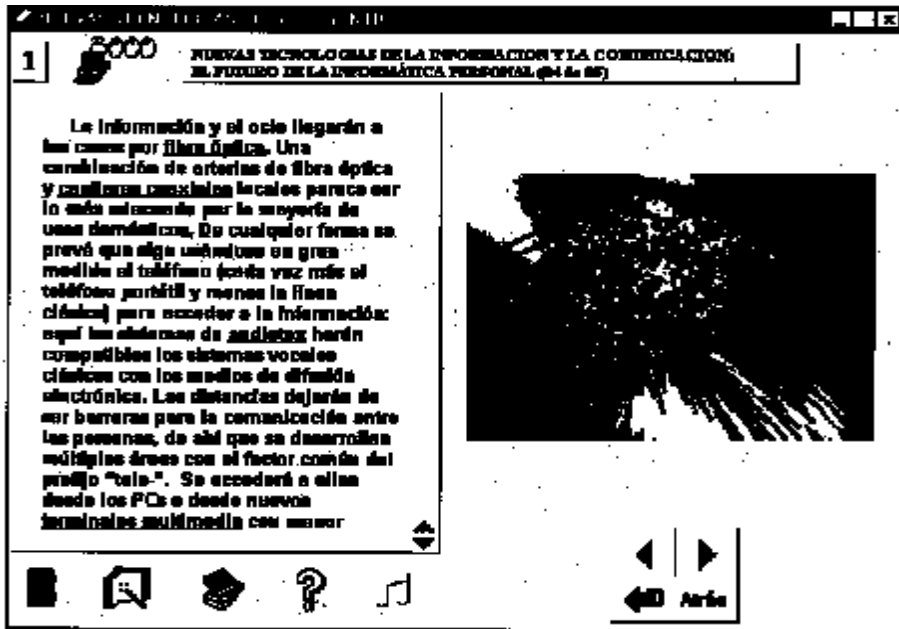 1
2000
NUEVAS TECNOLOGIAS DE LA INFORMACION Y LA COMUNICACION:
EL FUTURO DE LA INFORMÁTICA PERSONAL (04 de 05)
La información y el ocio llegarán a
las casas por fibra óptica. Una
combinación de arterias de fibra óptica
y coaxiales locales parece ser
lo más adecuado por la mayoría de
usos domésticos. De cualquier forma se
prevé que siga usándose en gran
medida el teléfono (cada vez más el
teléfono portátil y menos la línea
clásica) para acceder a la información:
aquí los sistemas de audiotex harán
compatibles los sistemas vocales
clásicos con los medios de difusión
electrónica. Las distancias dejarán de
ser barreras para la comunicación entre
las personas, de ahí que se desarrollen
múltiples áreas con el factor común del
prefijo "tele-". Se accederá a ellas
desde los PCs o desde nuevos
terminales multimedia con
Atrás